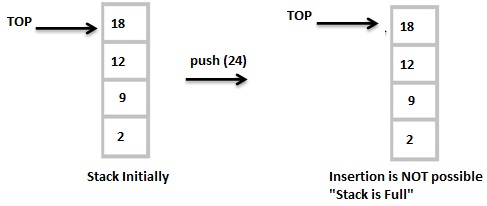 TOP
18
12
9
2
Stack Initially
push (24)
TOP
18
12
9
2
Insertion is NOT possible
"Stack is Full"